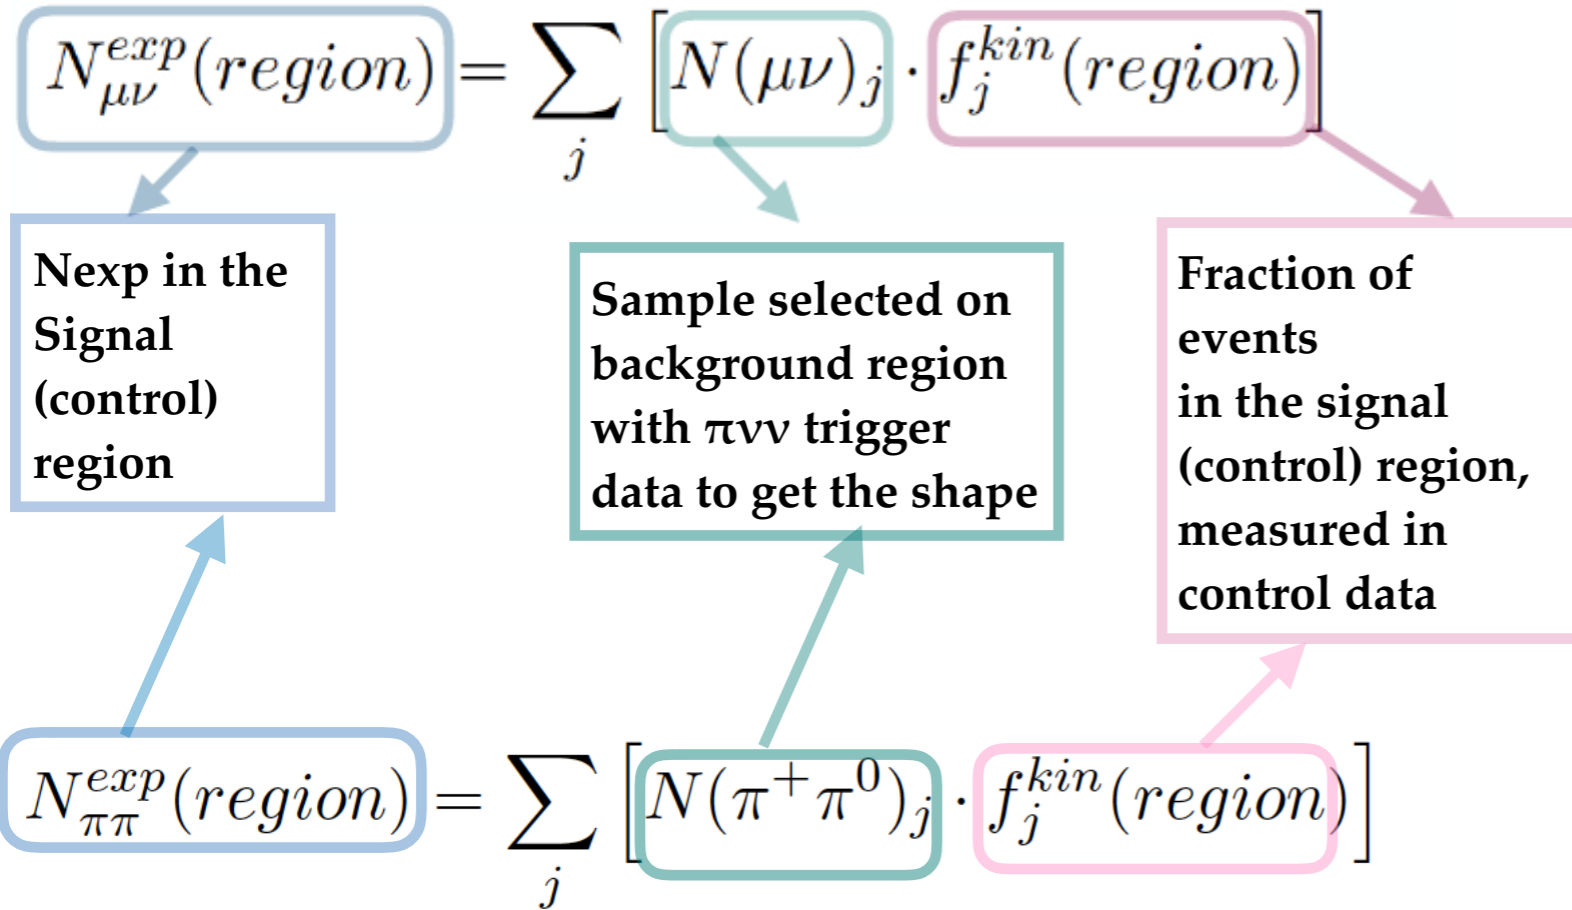 N^{exp}_{μν}(region) = ∑_j [N(μν)_j · f^{kin}_j(region)]
Nexp in the
Signal
(control)
region
Sample selected on
background region
with πνν trigger
data to get the shape
Fraction of
events
in the signal
(control) region,
measured in
control data
N^{exp}_{ππ}(region) = ∑_j [N(π^+π^0)_j · f^{kin}_j(region)]